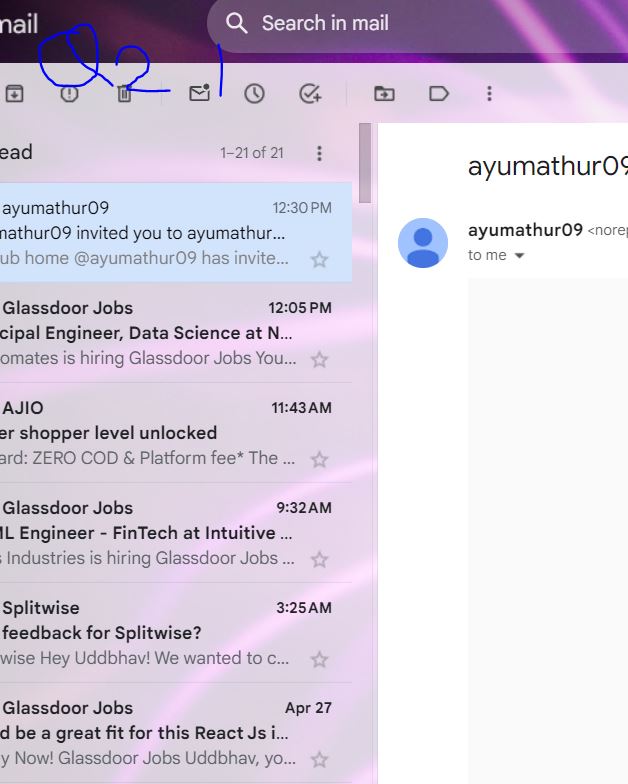 mail
Search in mail
ead
1–21 of 21
ayumathur09
12:30 PM
mathur09 invited you to ayumathur...
ub home @ayumathur09 has invite...
Glassdoor Jobs
12:05 PM
cipal Engineer, Data Science at N...
omates is hiring Glassdoor Jobs You...
AJIO
11:43 AM
er shopper level unlocked
ard: ZERO COD & Platform fee* The ...
Glassdoor Jobs
9:32 AM
ML Engineer - FinTech at Intuitive ...
s Industries is hiring Glassdoor Jobs ...
Splitwise
3:25 AM
feedback for Splitwise?
wise Hey Uddbhav! We wanted to c...
Glassdoor Jobs
Apr 27
d be a great fit for this React Js i...
y Now! Glassdoor Jobs Uddbhav, yo...
ayumathur09
ayumathur09 <norep
to me